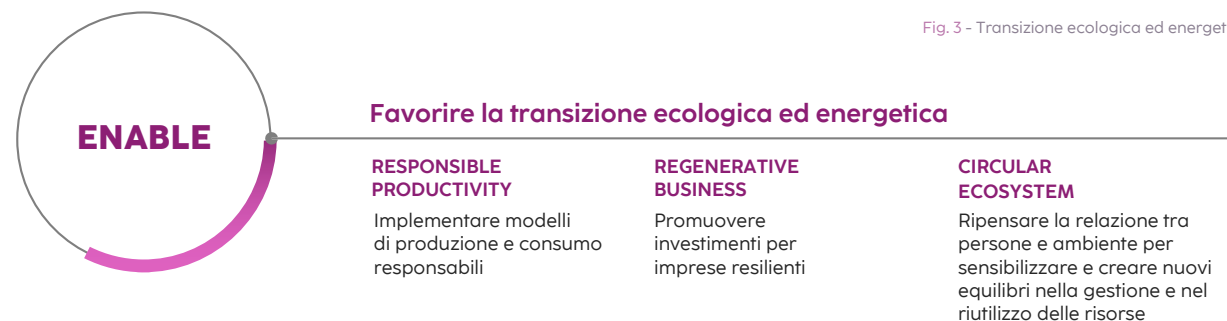 Fig. 3 - Transizione ecologica ed energet
ENABLE
Favorire la transizione ecologica ed energetica
RESPONSIBLE
PRODUCTIVITY
Implementare modelli
di produzione e consumo
responsabili
REGENERATIVE
BUSINESS
Promuovere
investimenti per
imprese resilienti
CIRCULAR
ECOSYSTEM
Ripensare la relazione tra
persone e ambiente per
sensibilizzare e creare nuovi
equilibri nella gestione e nel
riutilizzo delle risorse